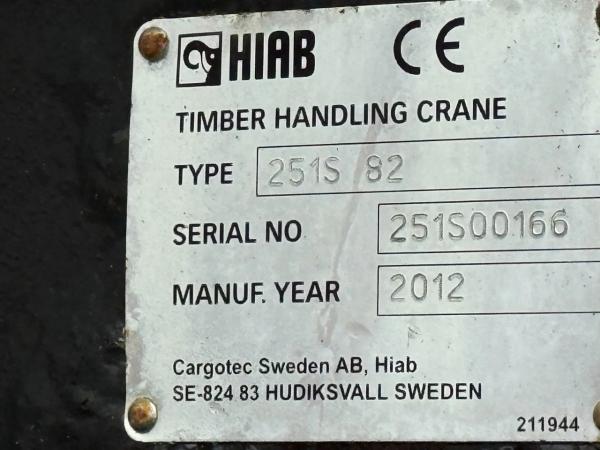 HIAB CE
TIMBER HANDLING CRANE
TYPE 251S 82
SERIAL NO 251S00166
MANUF. YEAR 2012
Cargotec Sweden AB, Hiab
SE-824 83 HUDIKSVALL SWEDEN
211944